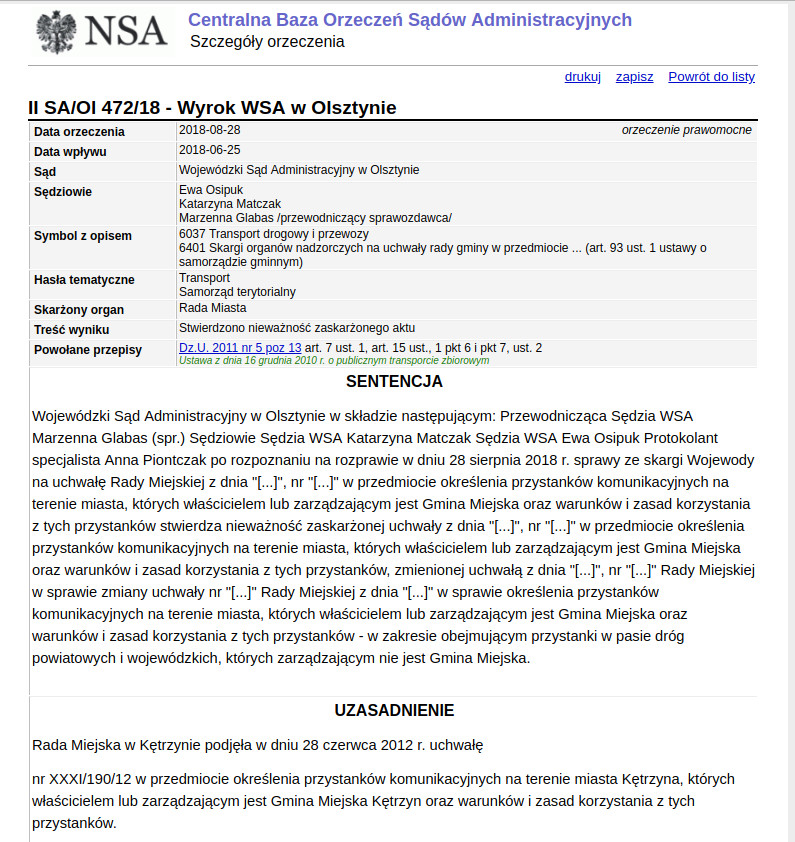 NSA
Centralna Baza Orzeczeń Sądów Administracyjnych
Szczegóły orzeczenia
drukuj zapisz Powrót do listy
II SA/Ol 472/18 - Wyrok WSA w Olsztynie
Data orzeczenia 2018-08-28 orzeczenie prawomocne
Data wpływu 2018-06-25
Sąd Wojewódzki Sąd Administracyjny w Olsztynie
Sędziowie Ewa Osipuk
Katarzyna Matczak
Marzenna Glabas /przewodniczący sprawozdawca/
Symbol z opisem 6037 Transport drogowy i przewozy
6401 Skargi organów nadzorczych na uchwały rady gminy w przedmiocie ... (art. 93 ust. 1 ustawy o
samorządzie gminnym)
Hasła tematyczne Transport
Samorząd terytorialny
Skarżony organ Rada Miasta
Treść wyniku Stwierdzono nieważność zaskarżonego aktu
Powołane przepisy Dz.U. 2011 nr 5 poz 13 art. 7 ust. 1, art. 15 ust., 1 pkt 6 i pkt 7, ust. 2
Ustawa z dnia 16 grudnia 2010 r. o publicznym transporcie zbiorowym
SENTENCJA
Wojewódzki Sąd Administracyjny w Olsztynie w składzie następującym: Przewodnicząca Sędzia WSA
Marzenna Glabas (spr.) Sędziowie Sędzia WSA Katarzyna Matczak Sędzia WSA Ewa Osipuk Protokolant
specjalista Anna Piontczak po rozpoznaniu na rozprawie w dniu 28 sierpnia 2018 r. sprawy ze skargi Wojewody
na uchwałę Rady Miejskiej z dnia "[...]", nr "[...]" w przedmiocie określenia przystanków komunikacyjnych na
terenie miasta, których właścicielem lub zarządzającym jest Gmina Miejska oraz warunków i zasad korzystania
z tych przystanków stwierdza nieważność zaskarżonej uchwały z dnia "[...]", nr "[...]" w przedmiocie określenia
przystanków komunikacyjnych na terenie miasta, których właścicielem lub zarządzającym jest Gmina Miejska
oraz warunków i zasad korzystania z tych przystanków, zmienionej uchwałą z dnia "[...]", nr "[...]" Rady Miejskiej
w sprawie zmiany uchwały nr "[...]" Rady Miejskiej z dnia "[...]" w sprawie określenia przystanków
komunikacyjnych na terenie miasta, których właścicielem lub zarządzającym jest Gmina Miejska oraz
warunków i zasad korzystania z tych przystanków - w zakresie obejmującym przystanki w pasie dróg
powiatowych i wojewódzkich, których zarządzającym nie jest Gmina Miejska.
UZASADNIENIE
Rada Miejska w Kętrzynie podjęła w dniu 28 czerwca 2012 r. uchwałę
nr XXXI/190/12 w przedmiocie określenia przystanków komunikacyjnych na terenie miasta Kętrzyna, których
właścicielem lub zarządzającym jest Gmina Miejska Kętrzyn oraz warunków i zasad korzystania z tych
przystanków.